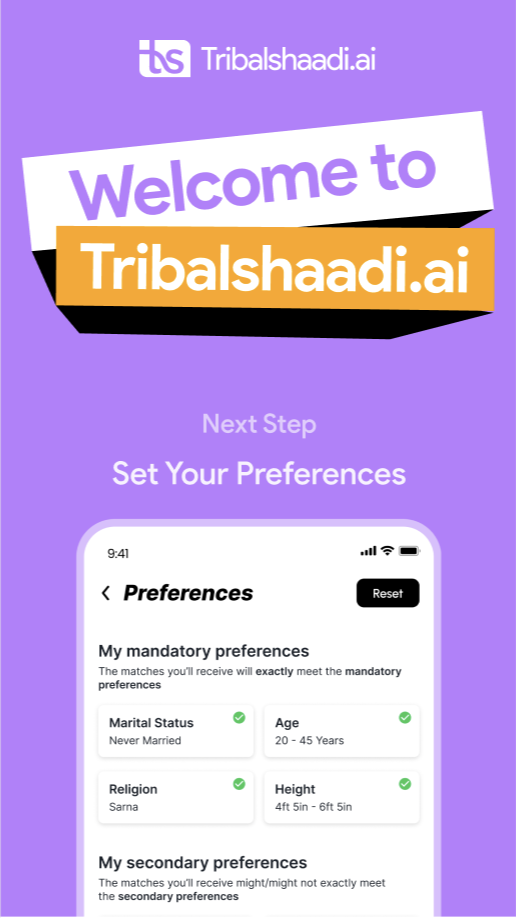 ts Tribalshaadi.ai
Welcome to
Tribalshaadi.ai
Next Step
Set Your Preferences
9:41
Preferences
Reset
My mandatory preferences
The matches you'll receive will exactly meet the mandatory
preferences
Marital Status
Never Married
Age
20 - 45 Years
Religion
Sarna
Height
4ft 5in - 6ft 5in
My secondary preferences
The matches you'll receive might/might not exactly meet
the secondary preferences